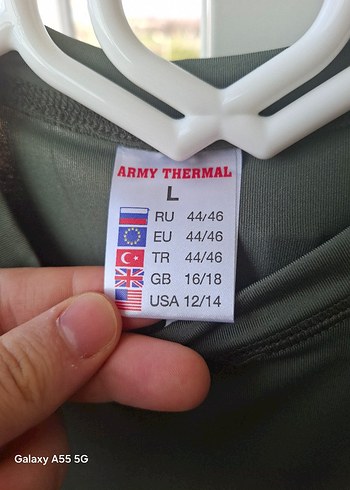 ARMY THERMAL
L
RU 44/46
EU 44/46
TR 44/46
GB 16/18
USA 12/14
Galaxy A55 5G